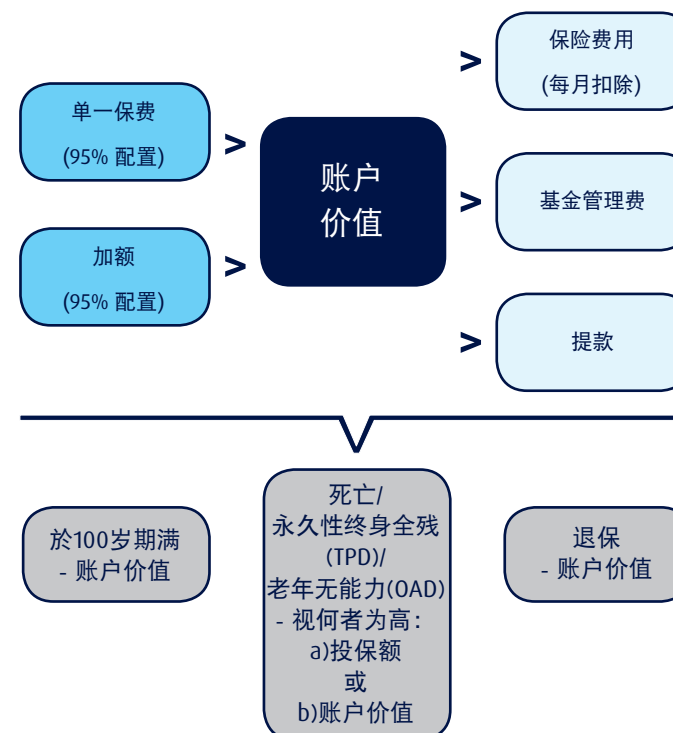 单一保费
(95% 配置)
>
加额
(95% 配置)
>
账户
价值
>
保险费用
(每月扣除)
>
基金管理费
>
提款
於100岁期满
- 账户价值
死亡/
永久性终身全残
(TPD)/
老年无能力(OAD)
- 视何者为高:
a)投保额
或
b)账户价值
退保
- 账户价值